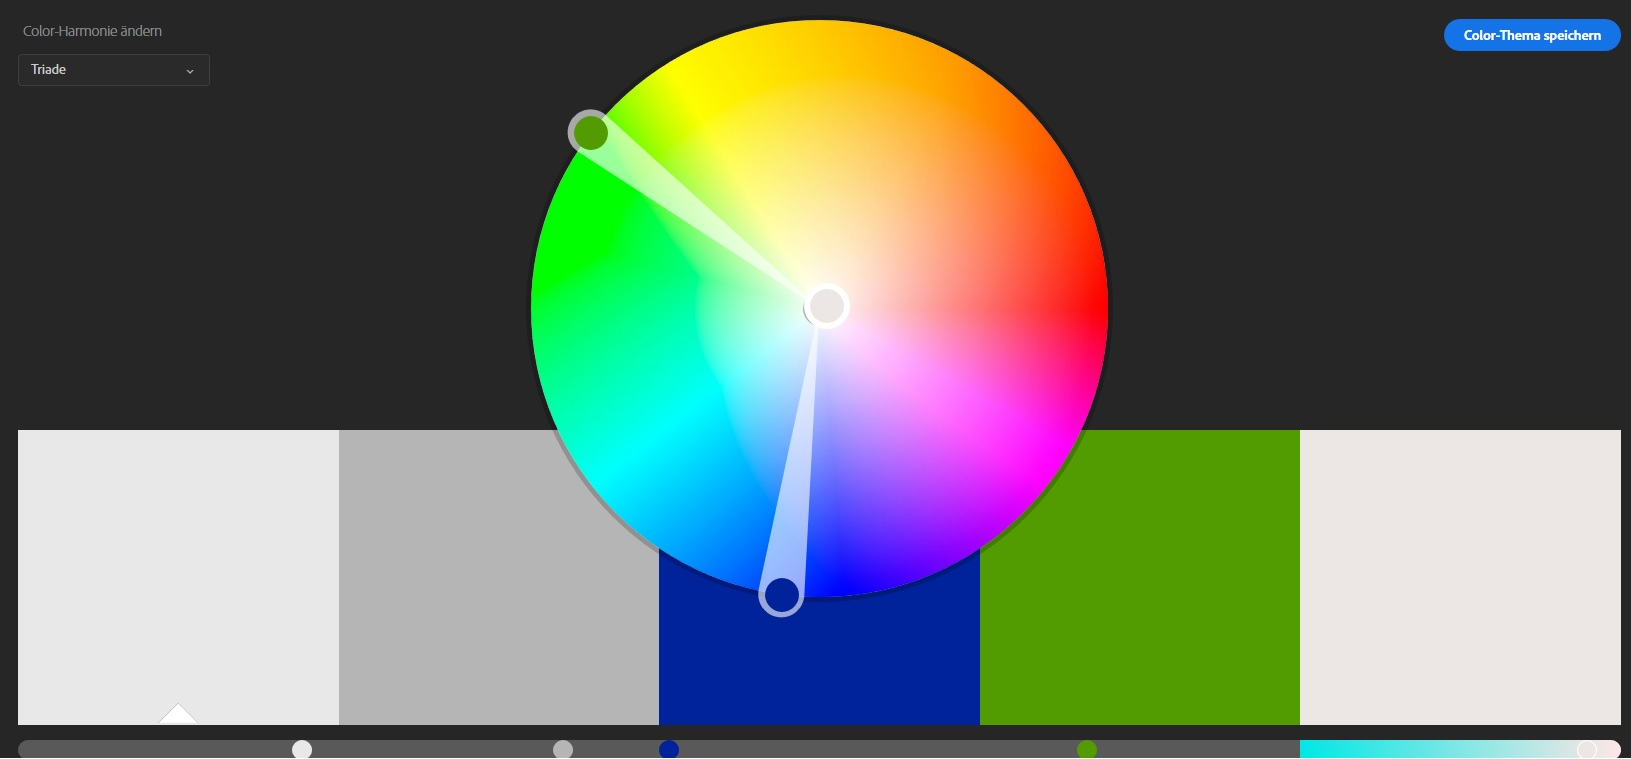 Color-Harmonie ändern
Color-Thema speichern
Triade